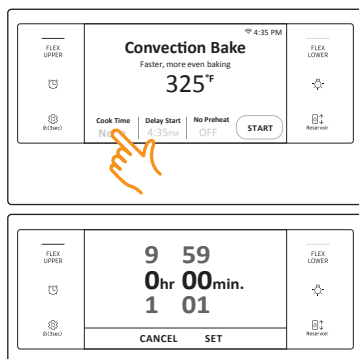 4:35 PM
FLEX
UPPER
Convection Bake
FLEX
LOWER
Faster, more even baking
325°F
Cook Time
Delay Start
No Preheat
4:35PM
OFF
START
(3sec)
Reservoir
FLEX
UPPER
9 59
FLEX
LOWER
0hr 00min.
1 01
(3sec)
Reservoir
CANCEL SET